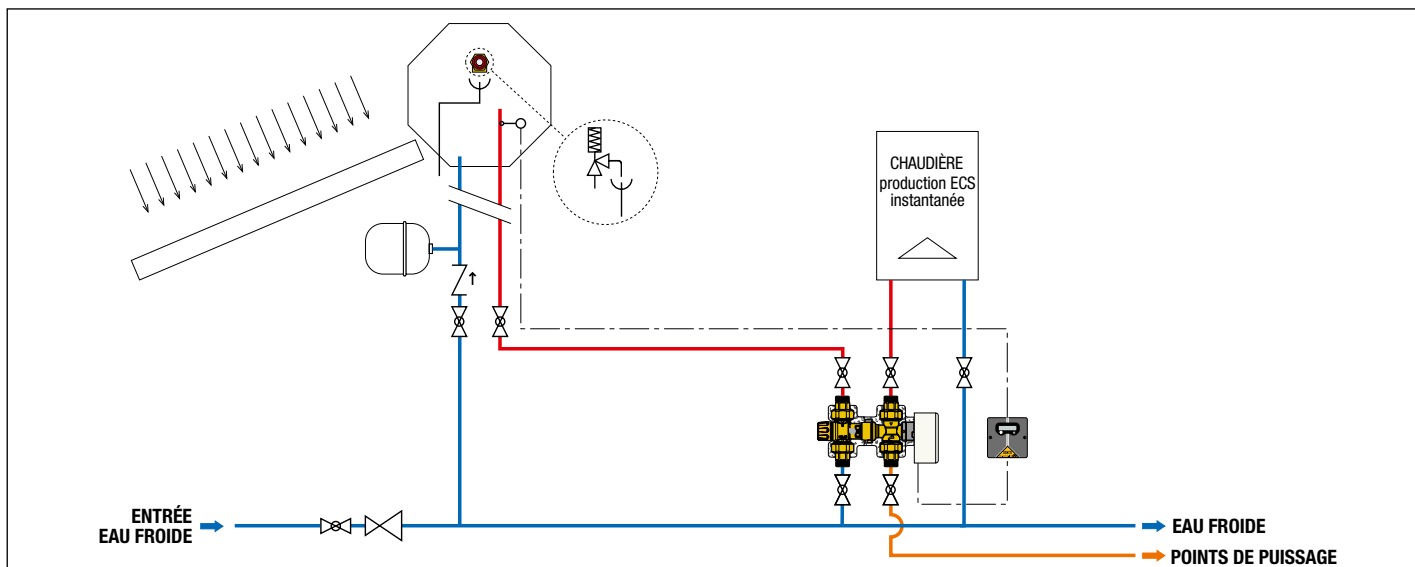 CHAUDIÈRE
production ECS
instantanée
ENTRÉE
EAU FROIDE
EAU FROIDE
POINTS DE PUISSAGE